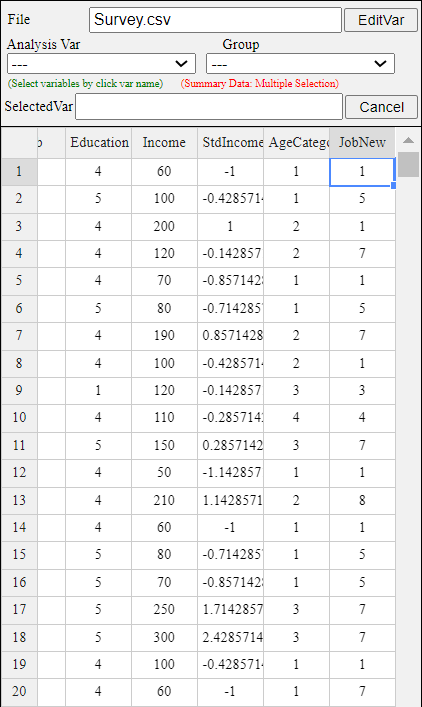 File Survey.csv EditVar
Analysis Var Group
--- ---
(Select variables by click var name) (Summary Data: Multiple Selection)
SelectedVar Cancel
Education Income StdIncome AgeCatego JobNew
1 4 60 -1 1 1
2 5 100 -0.428571 1 5
3 4 200 1 2 1
4 4 120 -0.142857 2 7
5 4 70 -0.857142 1 1
6 5 80 -0.714285 1 5
7 4 190 0.8571428 2 7
8 4 100 -0.428571 2 1
9 1 120 -0.142857 3 3
10 4 110 -0.285714 4 4
11 5 150 0.2857142 3 7
12 4 50 -1.142857 1 1
13 4 210 1.1428571 2 8
14 4 60 -1 1 1
15 5 80 -0.714285 1 5
16 5 70 -0.857142 1 5
17 5 250 1.7142857 3 7
18 5 300 2.4285714 3 7
19 4 100 -0.428571 1 1
20 4 60 -1 1 7